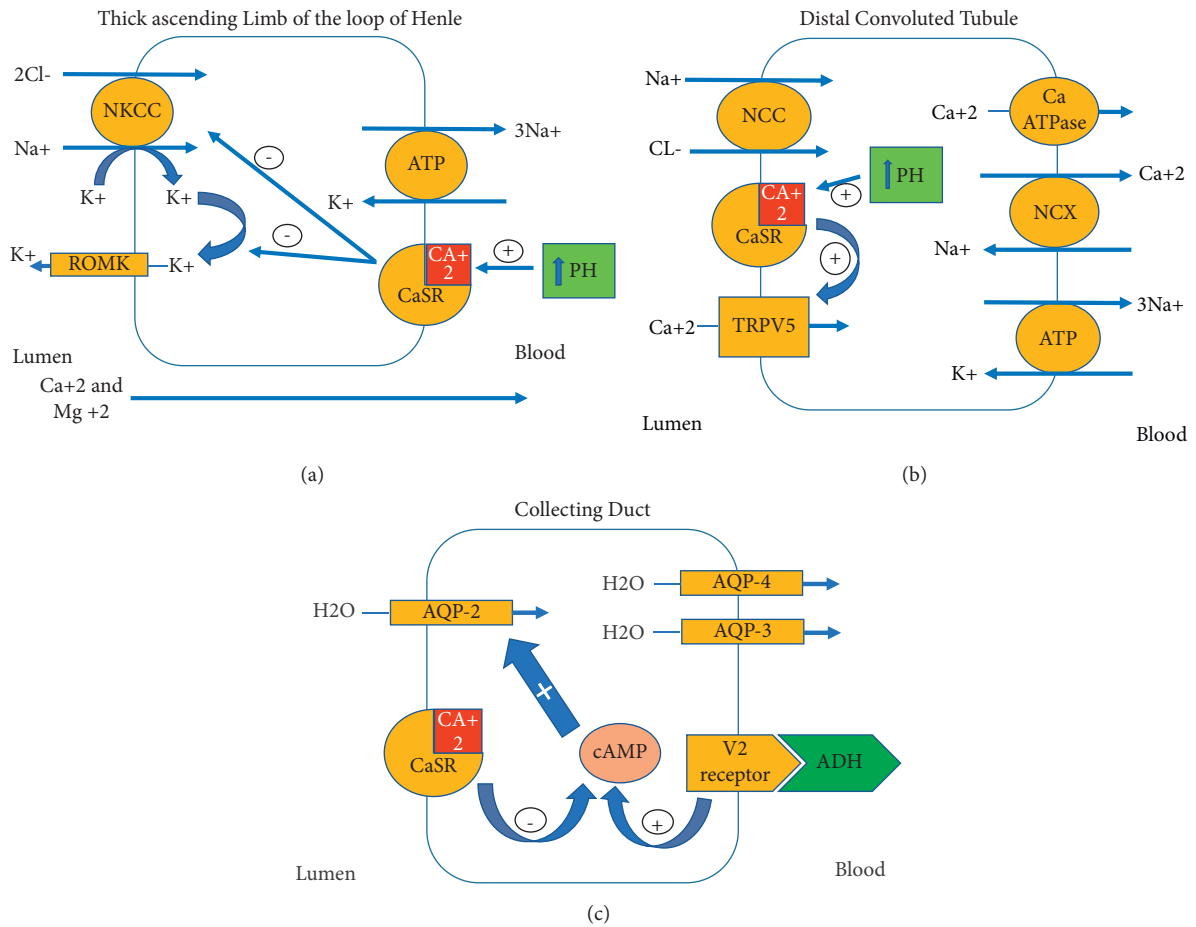 Thick ascending Limb of the loop of Henle
2Cl-
NKCC
Na+
K+
K+
ROMK
K+
K+
-
-
3Na+
ATP
K+
CA+
2
CaSR
+
PH
Lumen
Blood
Ca+2 and
Mg +2
(a)
Distal Convoluted Tubule
Na+
NCC
CL-
CA+
2
CaSR
+
PH
+
Ca+2
TRPV5
Ca+2
Ca
ATPase
Ca+2
NCX
Na+
3Na+
ATP
K+
Lumen
Blood
(b)
Collecting Duct
H2O
AQP-2
H2O
AQP-4
H2O
AQP-3
+
CA+
2
CaSR
cAMP
V2
receptor
ADH
-
+
Lumen
Blood
(c)